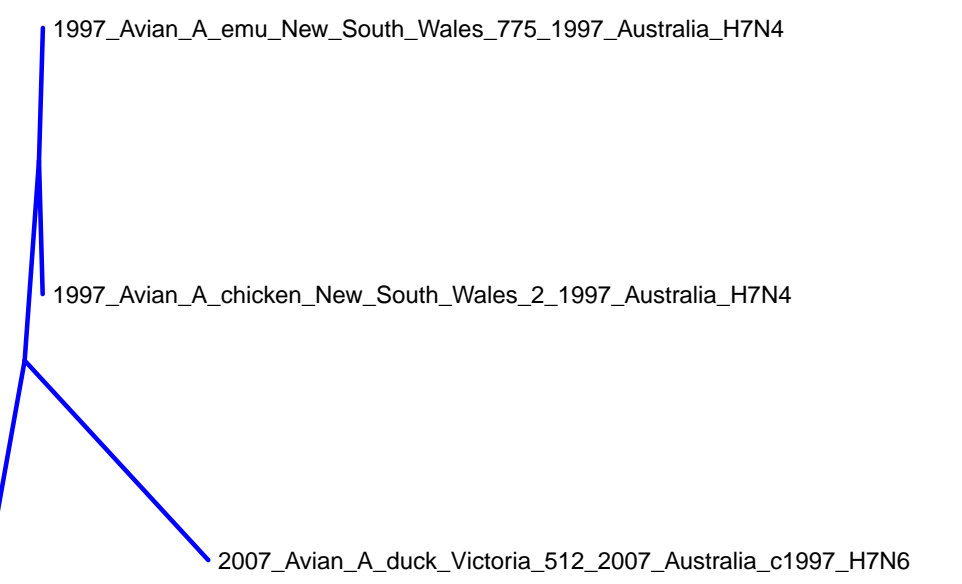 1997_Avian_A_emu_New_South_Wales_775_1997_Australia_H7N4
1997_Avian_A_chicken_New_South_Wales_2_1997_Australia_H7N4
2007_Avian_A_duck_Victoria_512_2007_Australia_c1997_H7N6